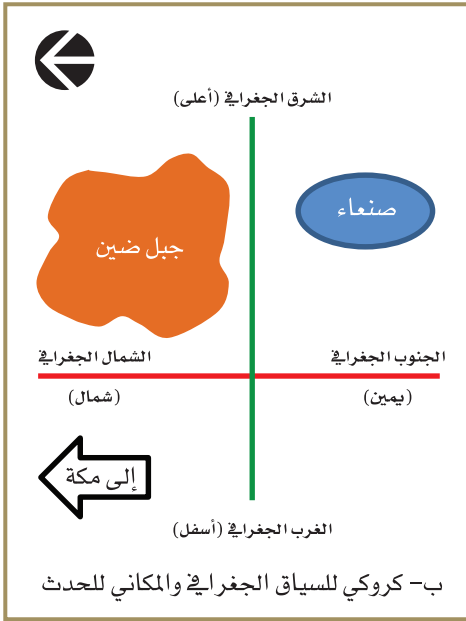 الشرق الجغرافي (أعلى)
صنعاء
جبل ضين
الجنوب الجغرافي
الشمال الجغرافي
(يمين)
(شمال)
إلى مكة
الغرب الجغرافي (أسفل)
ب- كروكي للسياق الجغرافي والمكاني للحدث